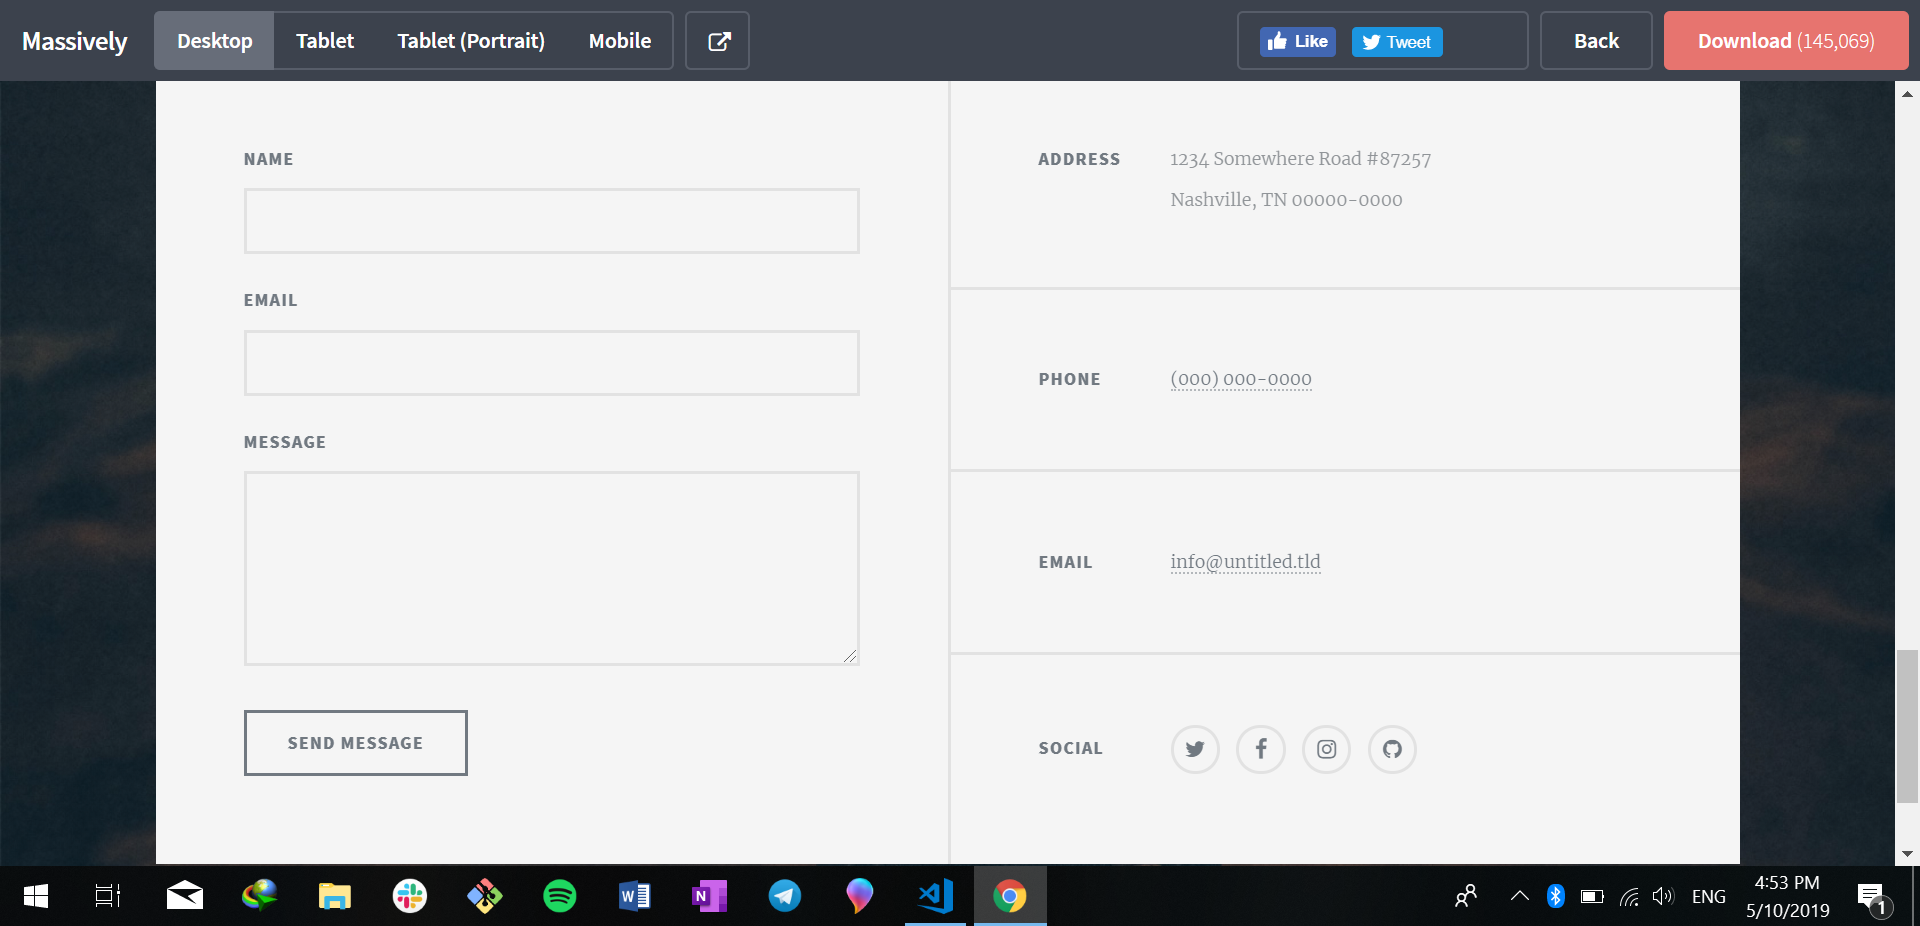 Massively
Desktop Tablet Tablet (Portrait) Mobile
Like Tweet
Back
Download (145,069)
NAME
EMAIL
MESSAGE
SEND MESSAGE
ADDRESS 1234 Somewhere Road #87257
Nashville, TN 00000-0000
PHONE (000) 000-0000
EMAIL info@untitled.tld
SOCIAL
W
N
ENG
4:53 PM
5/10/2019
1